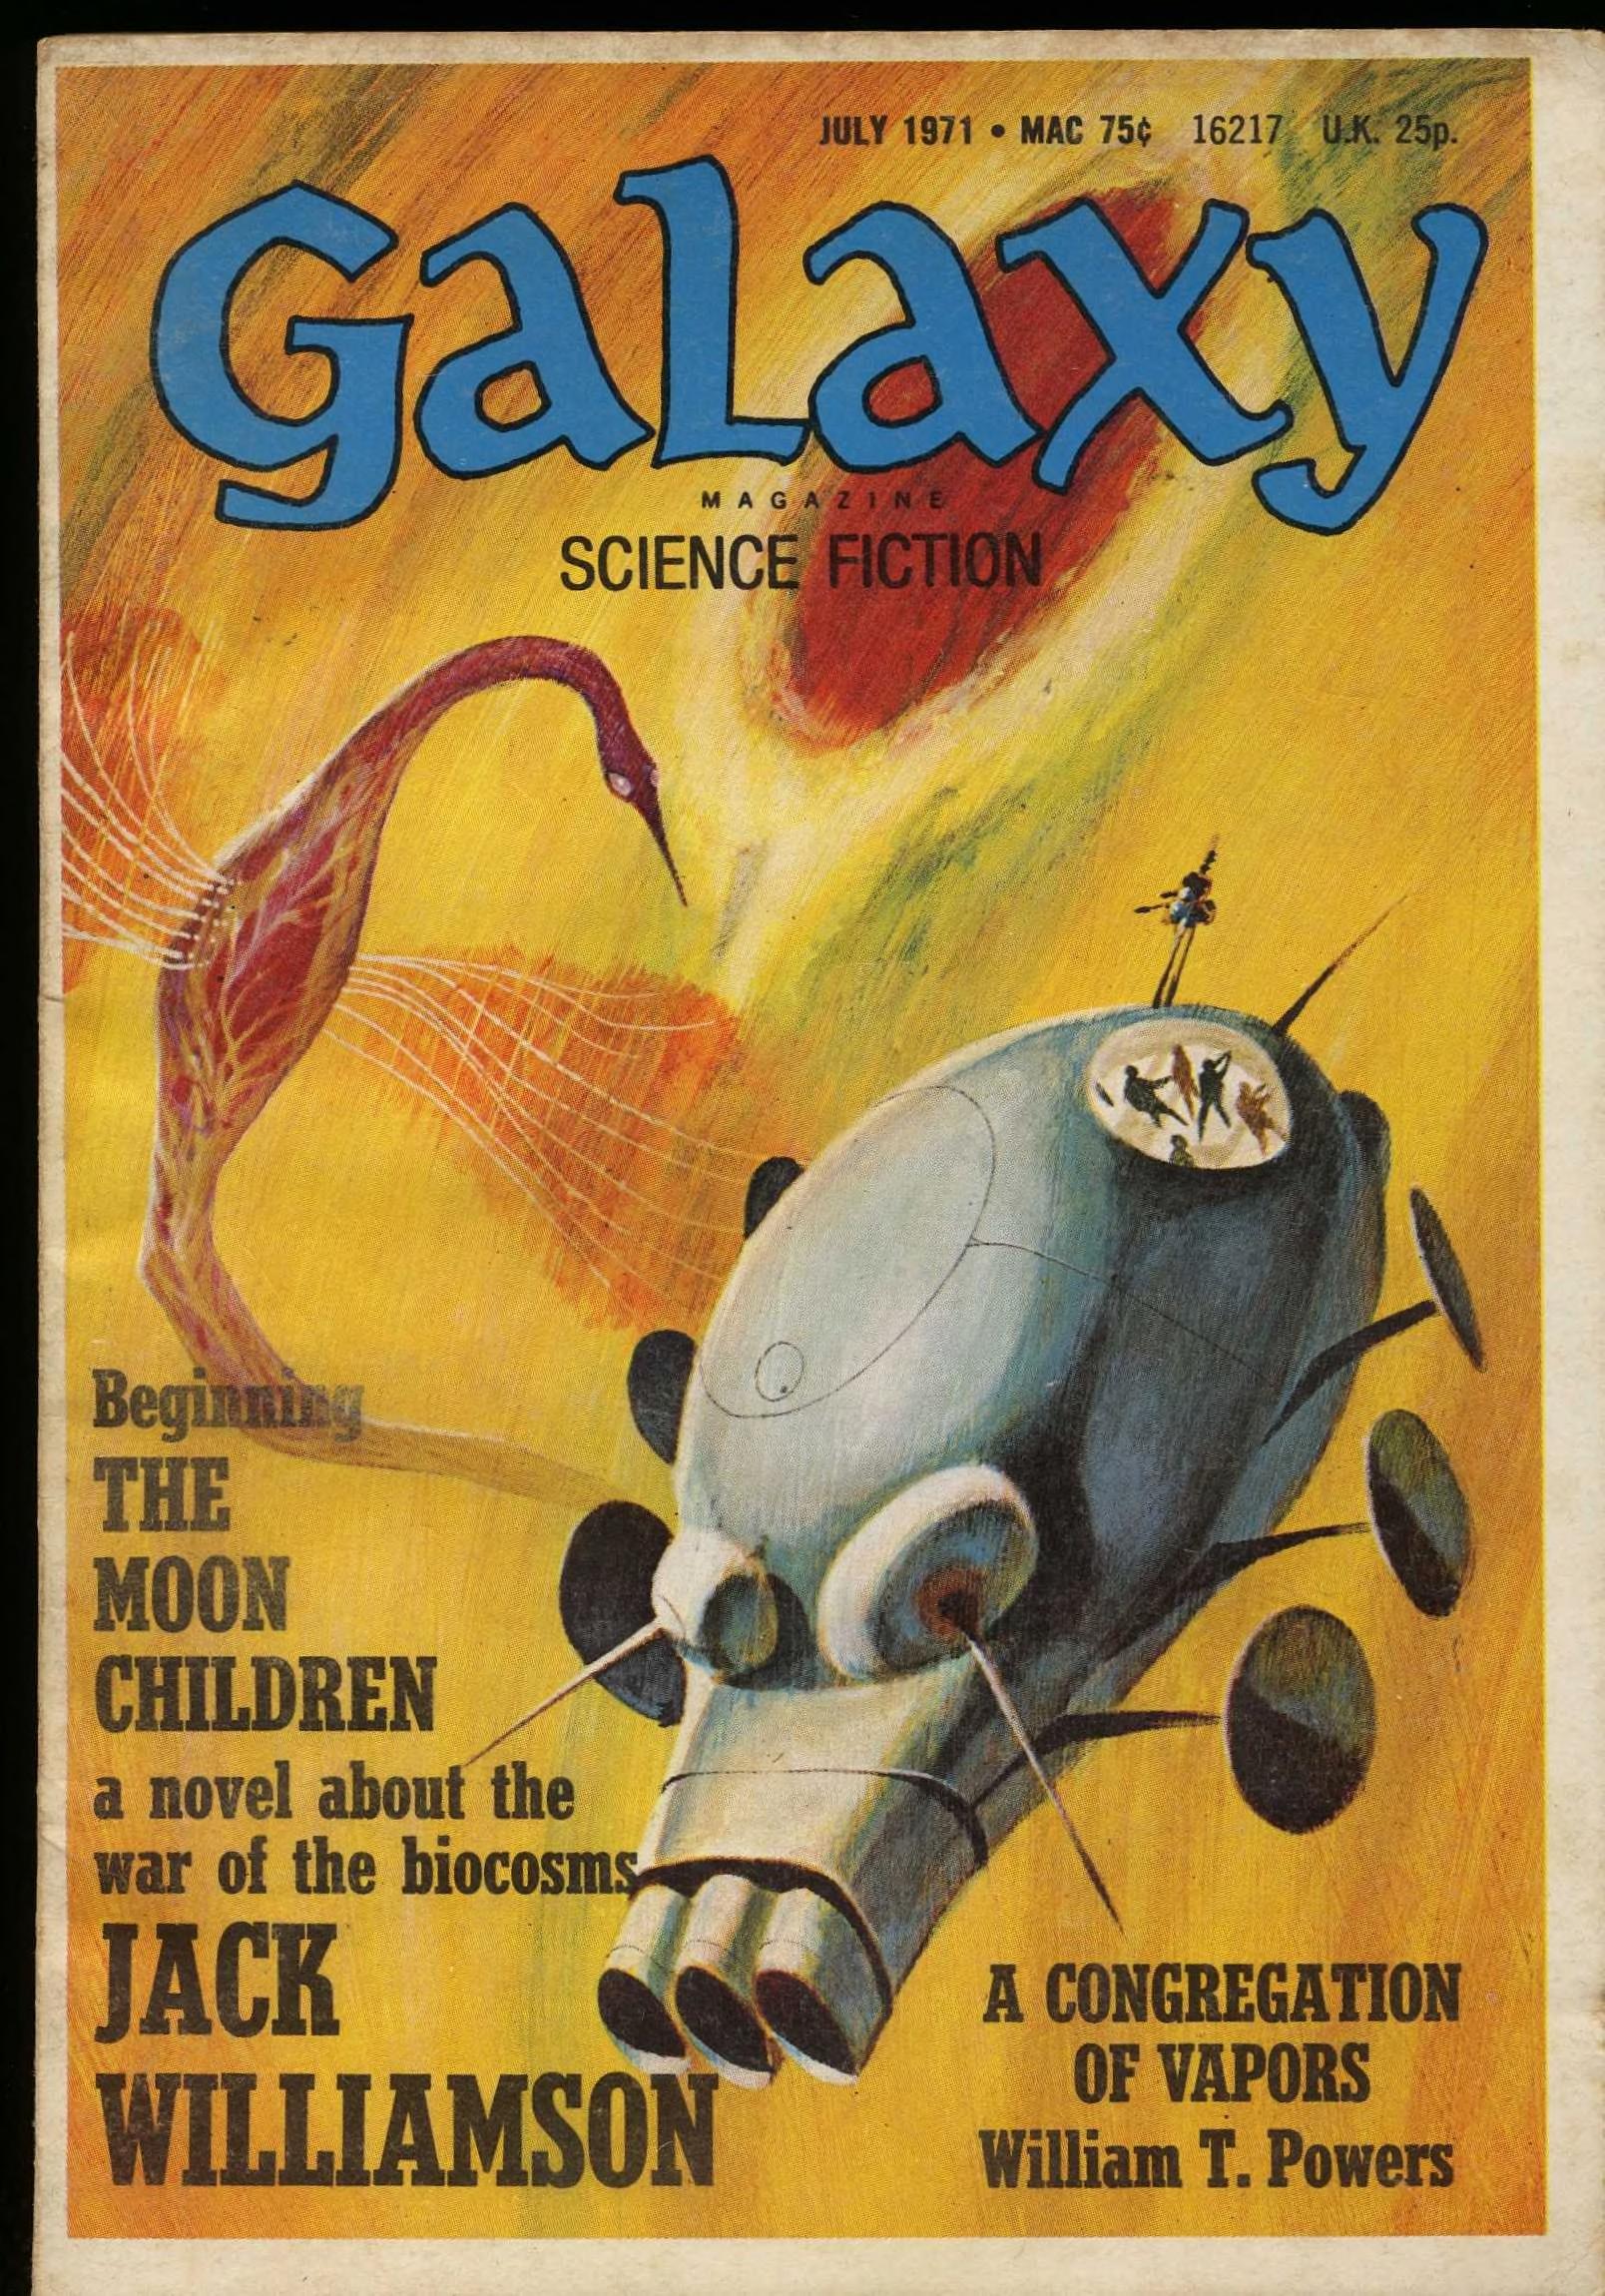 JULY 1971 • MAC 75¢ 16217 U.K. 25p.
Galaxy
MAGAZINE
SCIENCE FICTION
Beginning
THE
MOON
CHILDREN
a novel about the
war of the biocosms
JACK
WILLIAMSON
A CONGREGATION
OF VAPORS
William T. Powers